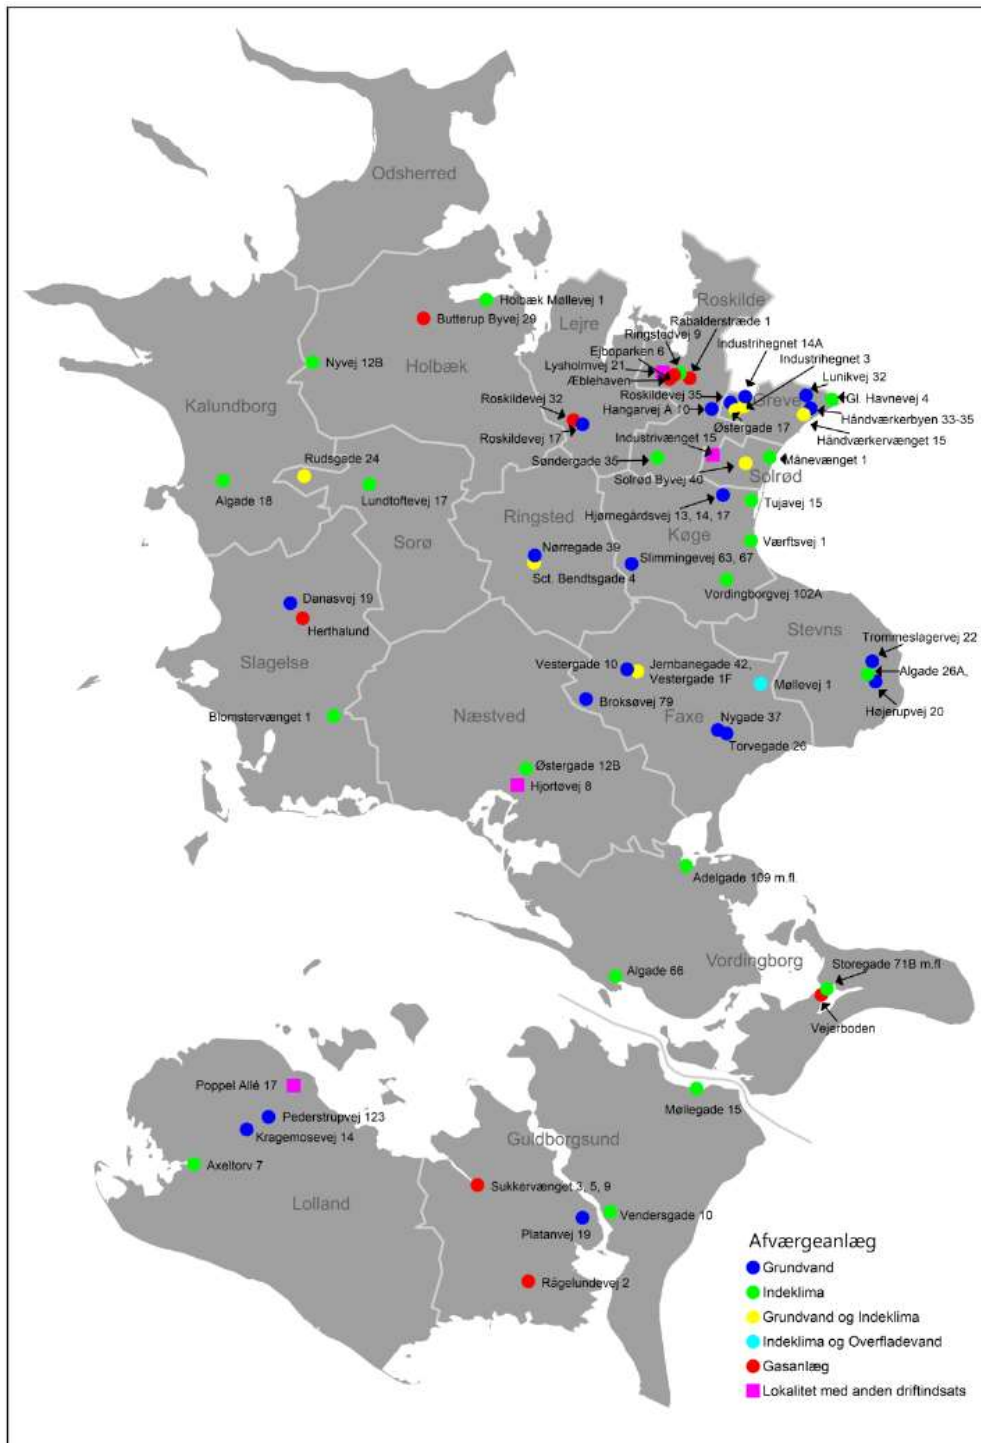 Odsherred
Holbæk Møllevej 1
Butterup Byvej 29
Lejre
Roskilde
Ringstedvej 9
Rabalderstræde 1
Ejboparken 6
Industrihegnet 14A
Lysholmvej 21
Industrihegnet 3
Æblehaven
Lunikvej 32
Nyvej 12B
Holbæk
Roskildevej 35
Greve
Gl. Havnevej 4
Kalundborg
Roskildevej 32
Hangarvej A 10
Håndværkerbyen 33-35
Østergade 17
Roskildevej 17
Industrivænget 15
Håndværkervænget 15
Rudsgade 24
Søndergade 35
Månevænget 1
Solrød Byvej 40
Solrød
Algade 18
Lundtoftevej 17
Hjørnegårdsvej 13, 14, 17
Tujavej 15
Ringsted
Køge
Sorø
Nørregade 39
Slimmingevej 63, 67
Værftsvej 1
Sct. Bendtsgade 4
Vordingborgvej 102A
Danasvej 19
Herthalund
Stevns
Trommeslagervej 22
Slagelse
Vestergade 10
Jernbanegade 42,
Vestergade 1F
Algade 26A,
Møllevej 1
Broksøvej 79
Højerupvej 20
Blomstervænget 1
Næstved
Faxe
Nygade 37
Torvegade 26
Østergade 12B
Hjortøvej 8
Adelgade 109 m.fl.
Vordingborg
Storegade 71B m.fl
Algade 66
Vejerboden
Poppel Allé 17
Møllegade 15
Pederstrupvej 123
Kragemosevej 14
Guldborgsund
Axeltorv 7
Sukkervænget 3, 5, 9
Lolland
Vendersgade 10
Platanvej 19
Rågelundevej 2
Afværgeanlæg
Grundvand
Indeklima
Grundvand og Indeklima
Indeklima og Overfladevand
Gasanlæg
Lokalitet med anden driftindsats